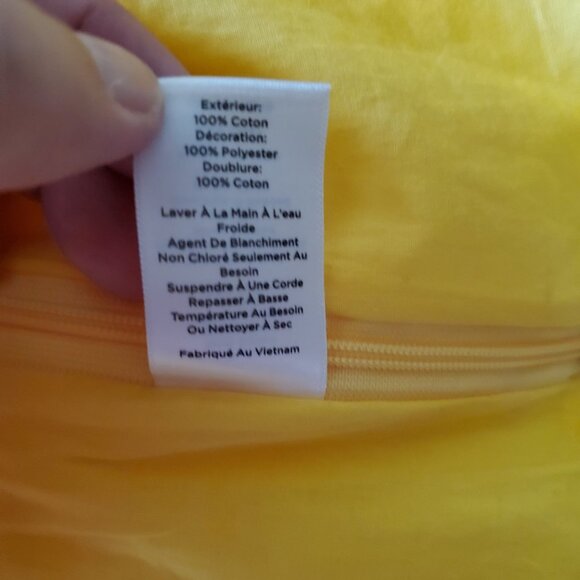 Extérieur:
100% Coton
Décoration:
100% Polyester
Doublure:
100% Coton
Laver À La Main À L'eau
Froide
Agent De Blanchiment
Non Chloré Seulement Au
Besoin
Suspendre À Une Corde
Repasser À Basse
Température Au Besoin
Ou Nettoyer À Sec
Fabriqué Au Vietnam